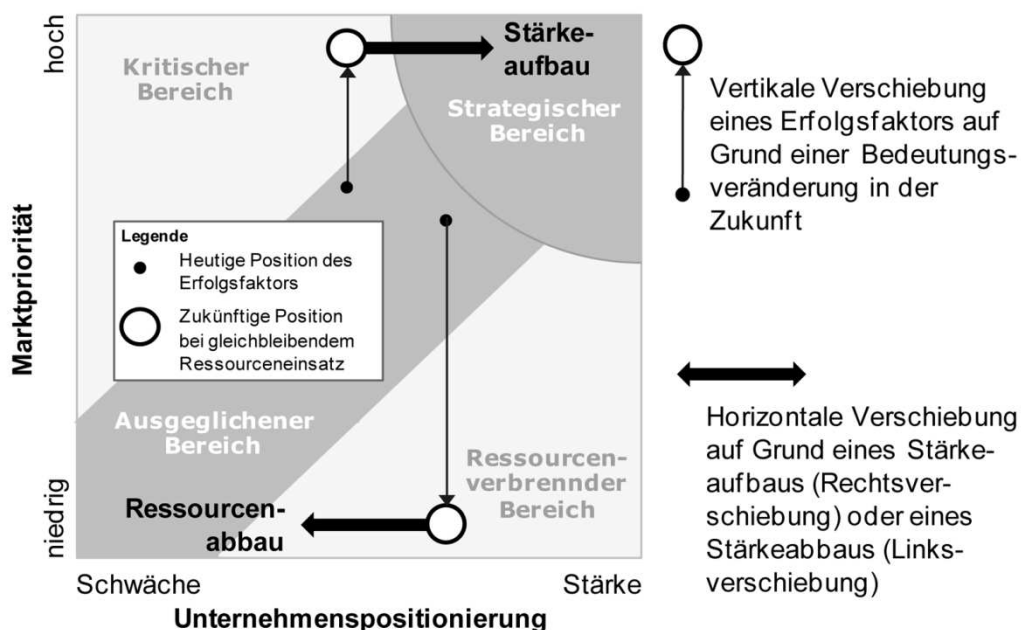 hoch
Marktpriorität
niedrig
Kritischer
Bereich
Stärke-
aufbau
Strategischer
Bereich
Legende
Heutige Position des
Erfolgsfaktors
Zukünftige Position
bei gleichbleibendem
Ressourceneinsatz
Ausgeglichener
Bereich
Ressourcen-
verbrennder
Bereich
Ressourcen-
abbau
Schwäche
Stärke
Unternehmenspositionierung
Vertikale Verschiebung
eines Erfolgsfaktors auf
Grund einer Bedeutungs-
veränderung in der
Zukunft
Horizontale Verschiebung
auf Grund eines Stärke-
aufbaus (Rechtsver-
schiebung) oder eines
Stärkeabbaus (Links-
verschiebung)